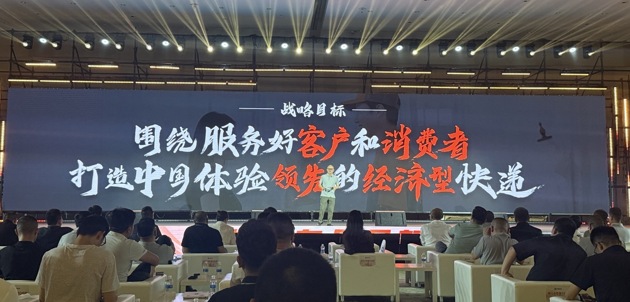 战略目标
围绕服务好客户和消费者
打造中国体验领先的经济型快递